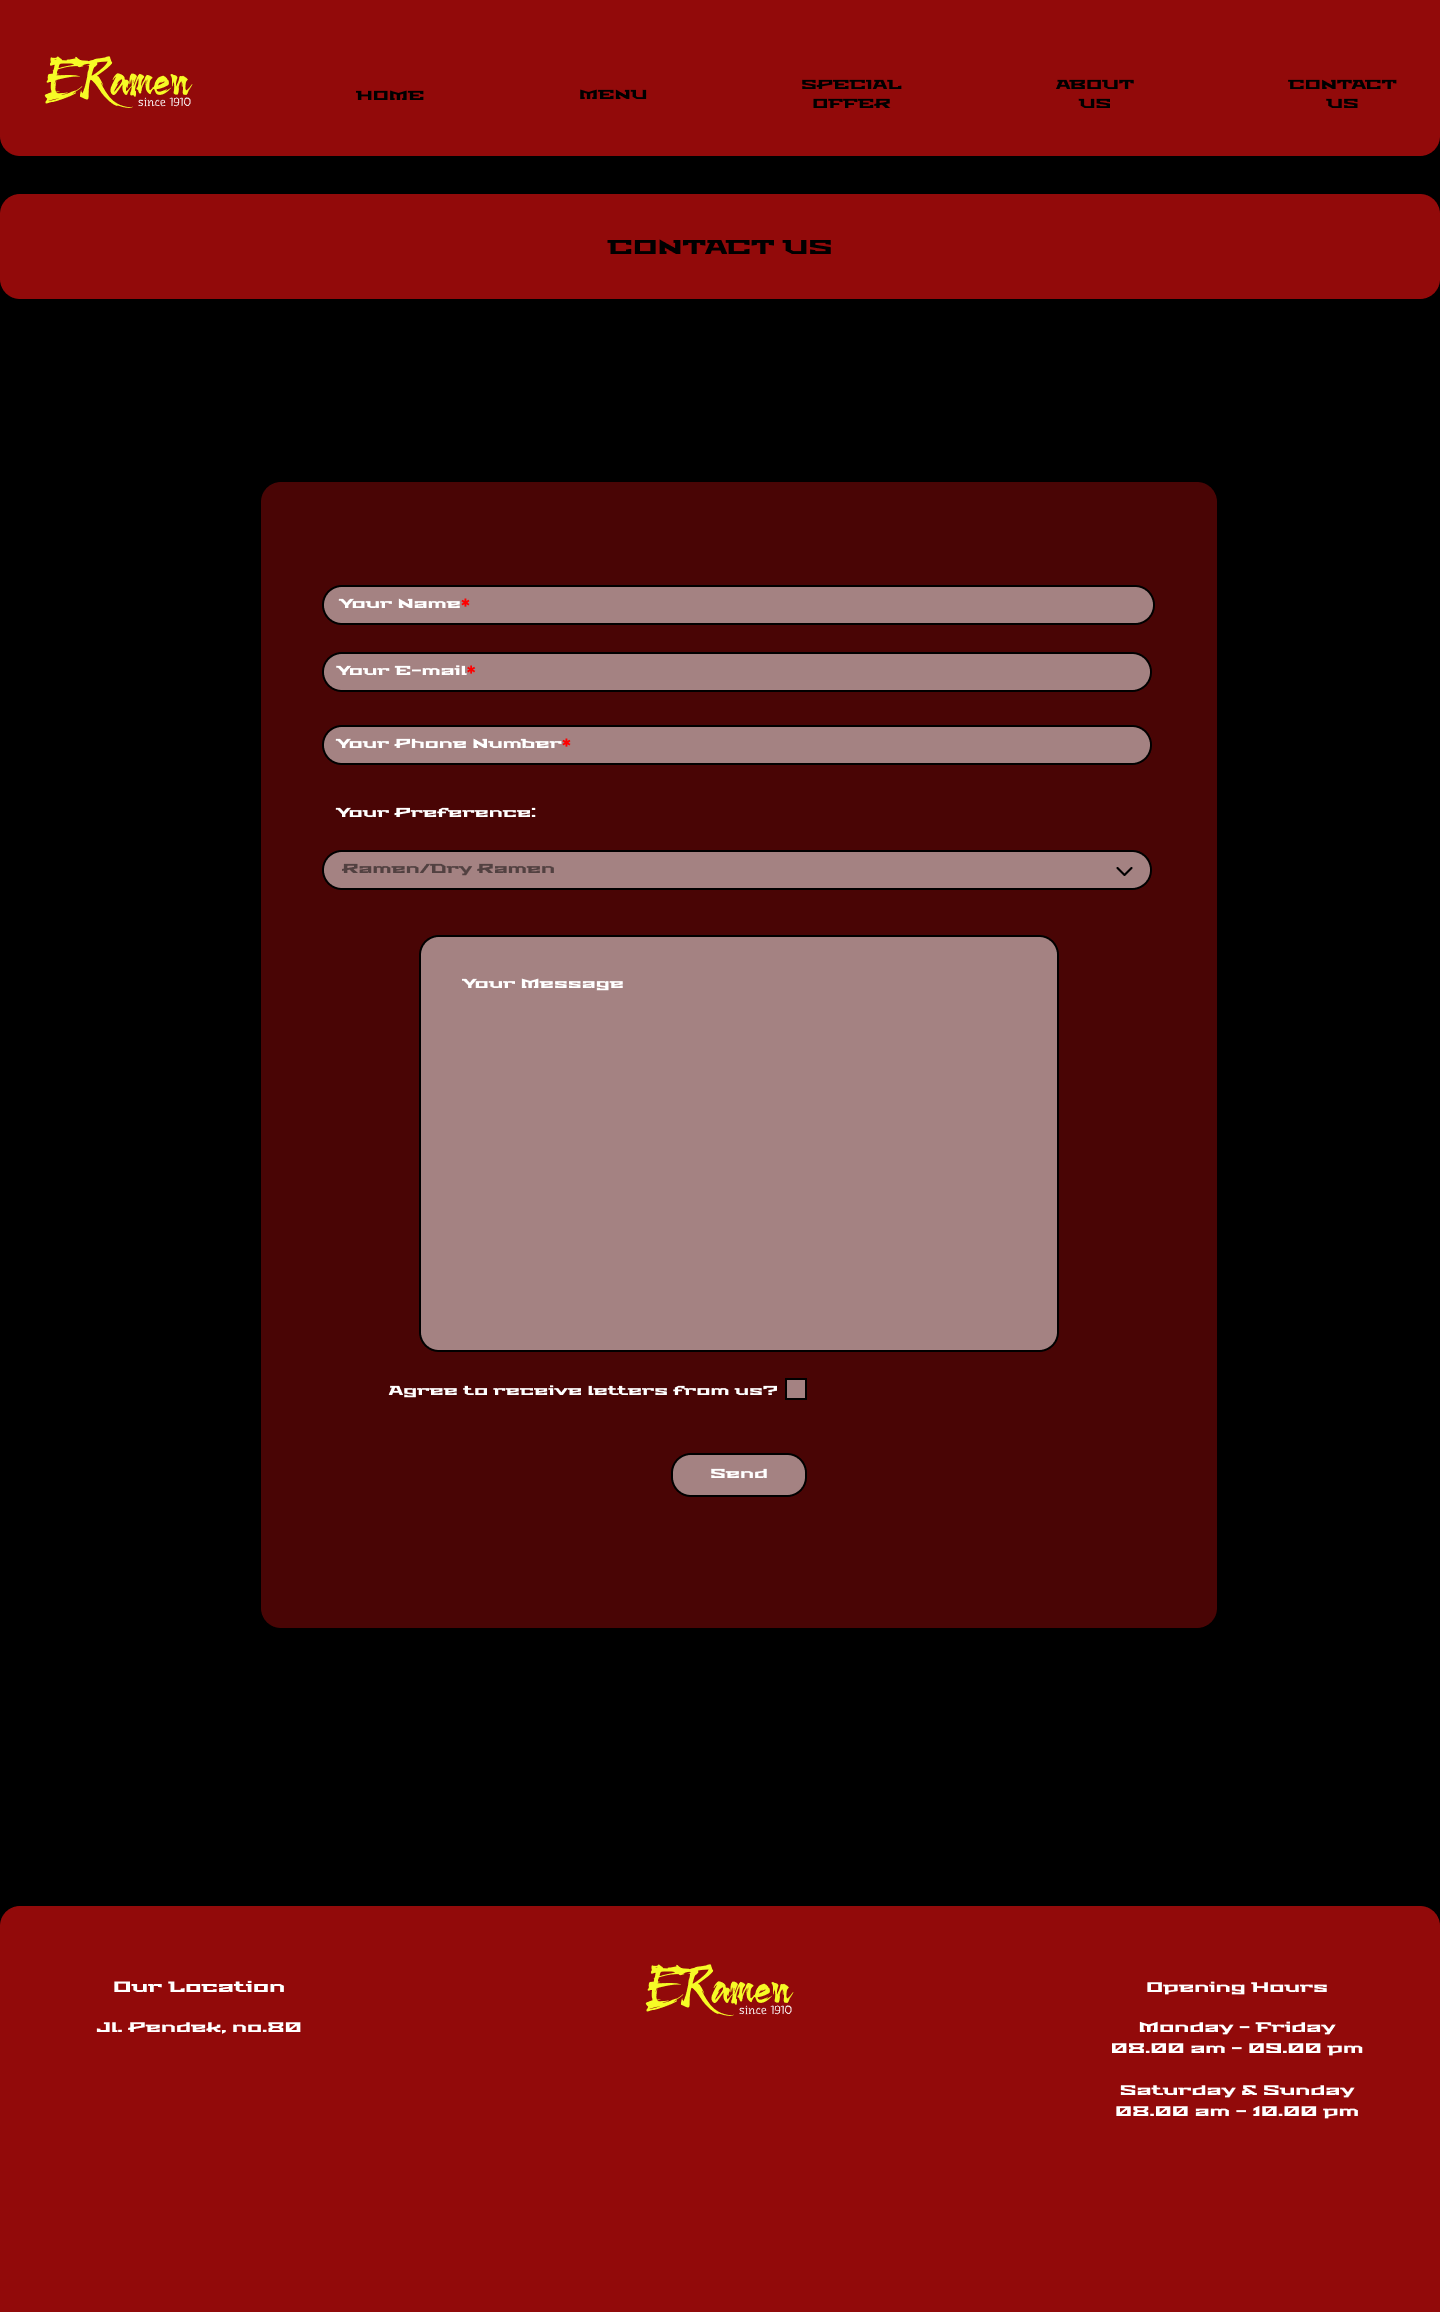 ERamen
since 1910
HOME
MENU
SPECIAL
OFFER
ABOUT
US
CONTACT
US
CONTACT US
Your Name*
Your E-mail*
Your Phone Number*
Your Preference:
Ramen/Dry Ramen
Your Message
Agree to receive letters from us?
Send
Our Location
Jl. Pendek, no.80
ERamen
since 1910
Opening Hours
Monday - Friday
08.00 am - 09.00 pm
Saturday & Sunday
08.00 am - 10.00 pm